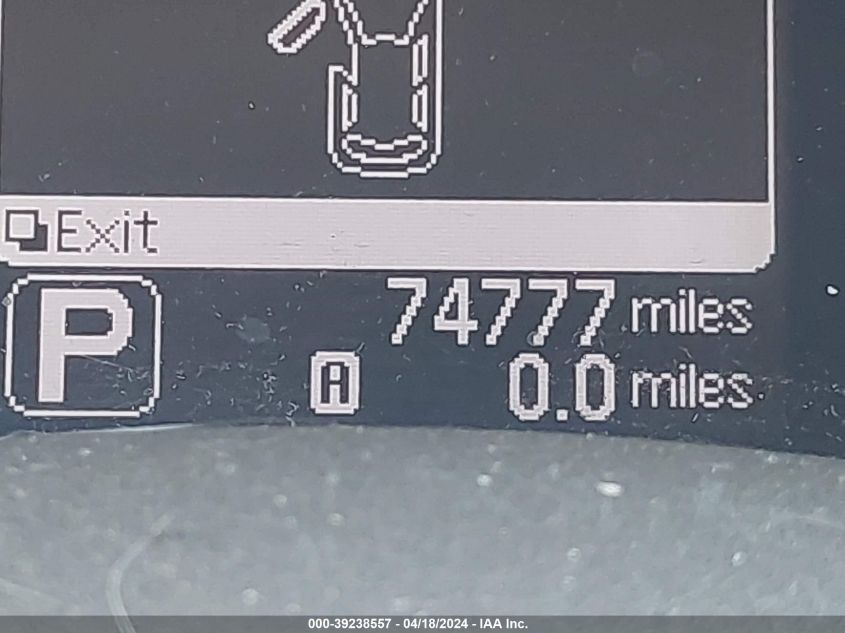 Exit
P 74777 miles
A 0.0 miles
000-39238557 - 04/18/2024 - IAA Inc.